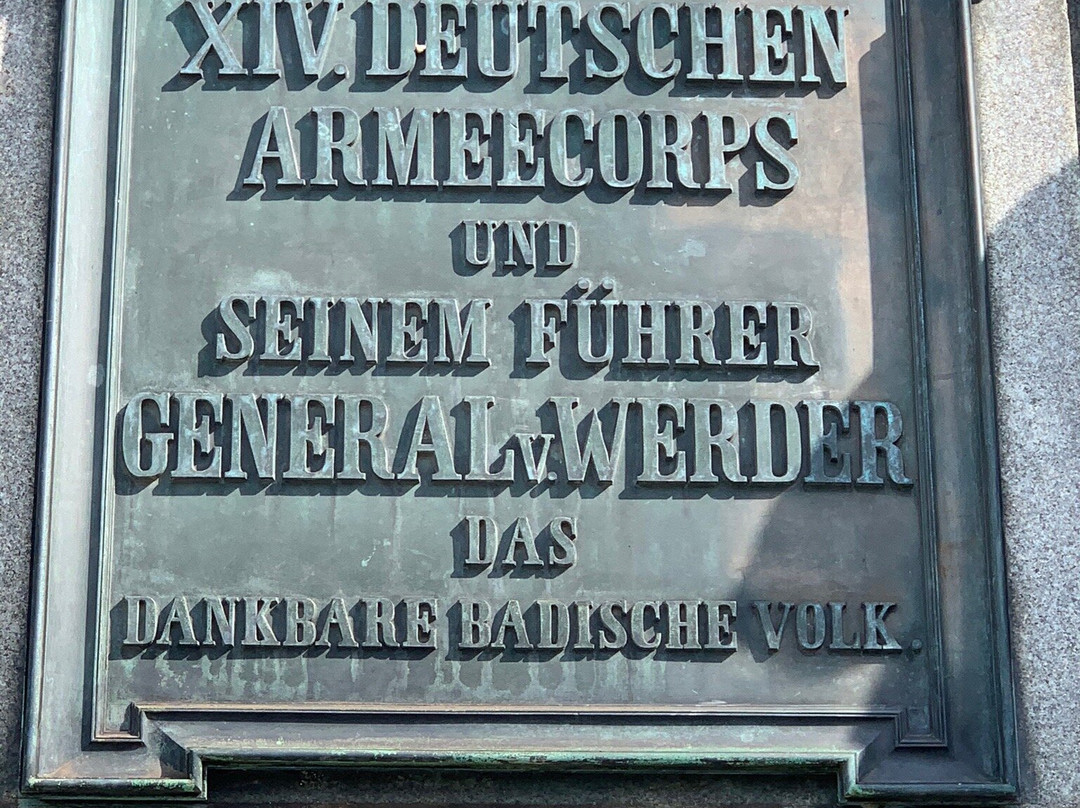 XIV. DEUTSCHEN
ARMEECORPS
UND
SEINEM FÜHRER
GENERAL V. WERDER
DAS
DANKBARE BADISCHE VOLK.